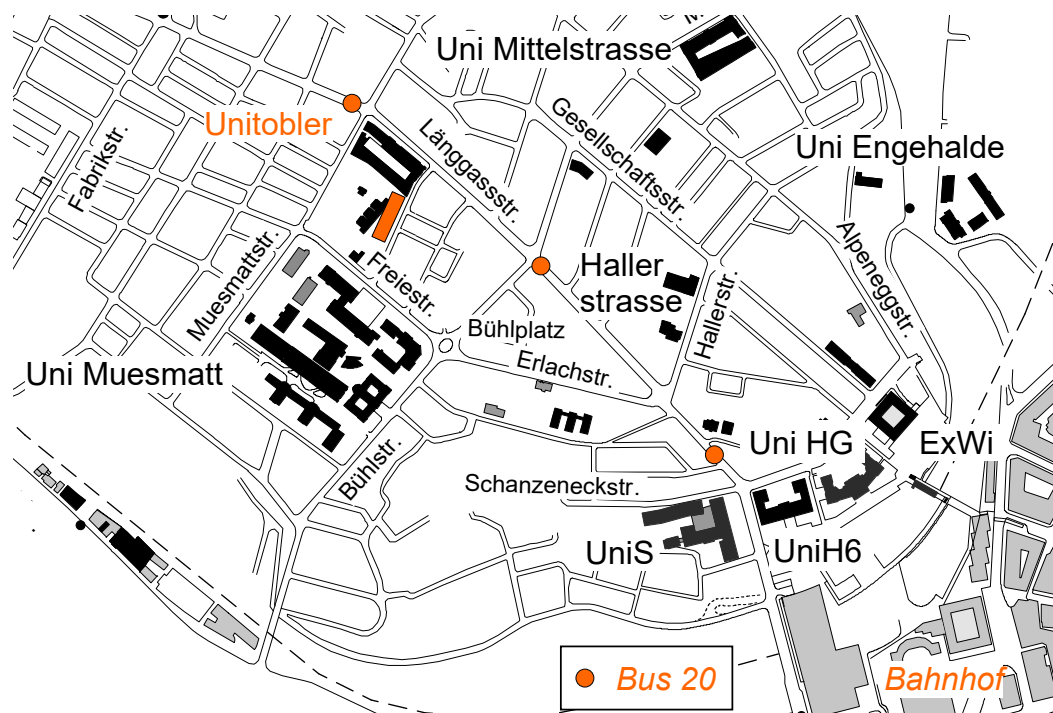 Uni Mittelstrasse
Unitobler
Fabrikstr.
Länggassstr.
Gesellschaftsstr.
Uni Engehalde
Muesmattstr.
Freiestr.
Haller
strasse
Hallerstr.
Alpeneggstr.
Bühlplatz
Erlachstr.
Uni Muesmatt
Bühlstr.
Uni HG
ExWi
Schanzeneckstr.
UniS
UniH6
Bus 20
Bahnhof